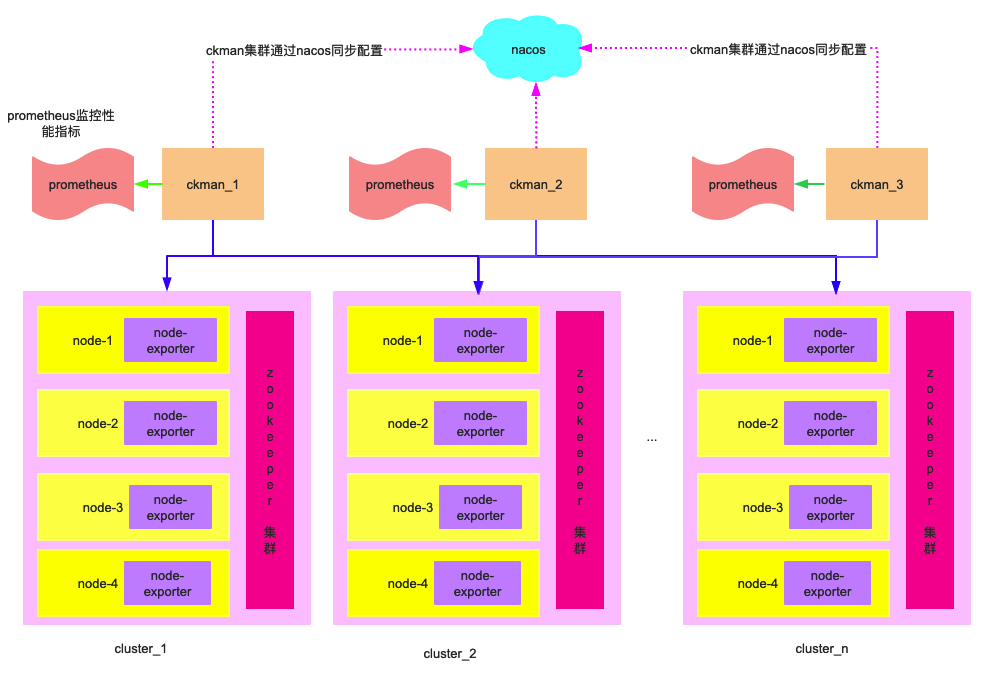 nacos
ckman集群通过nacos同步配置
ckman集群通过nacos同步配置
prometheus监控性
能指标
prometheus
ckman_1
prometheus
ckman_2
prometheus
ckman_3
node-1
node-
exporter
node-2
node-
exporter
node-3
node-
exporter
node-4
node-
exporter
zookeeper 集群
cluster_1
node-1
node-
exporter
node-2
node-
exporter
node-3
node-
exporter
node-4
node-
exporter
zookeeper 集群
cluster_2
...
node-1
node-
exporter
node-2
node-
exporter
node-3
node-
exporter
node-4
node-
exporter
zookeeper 集群
cluster_n